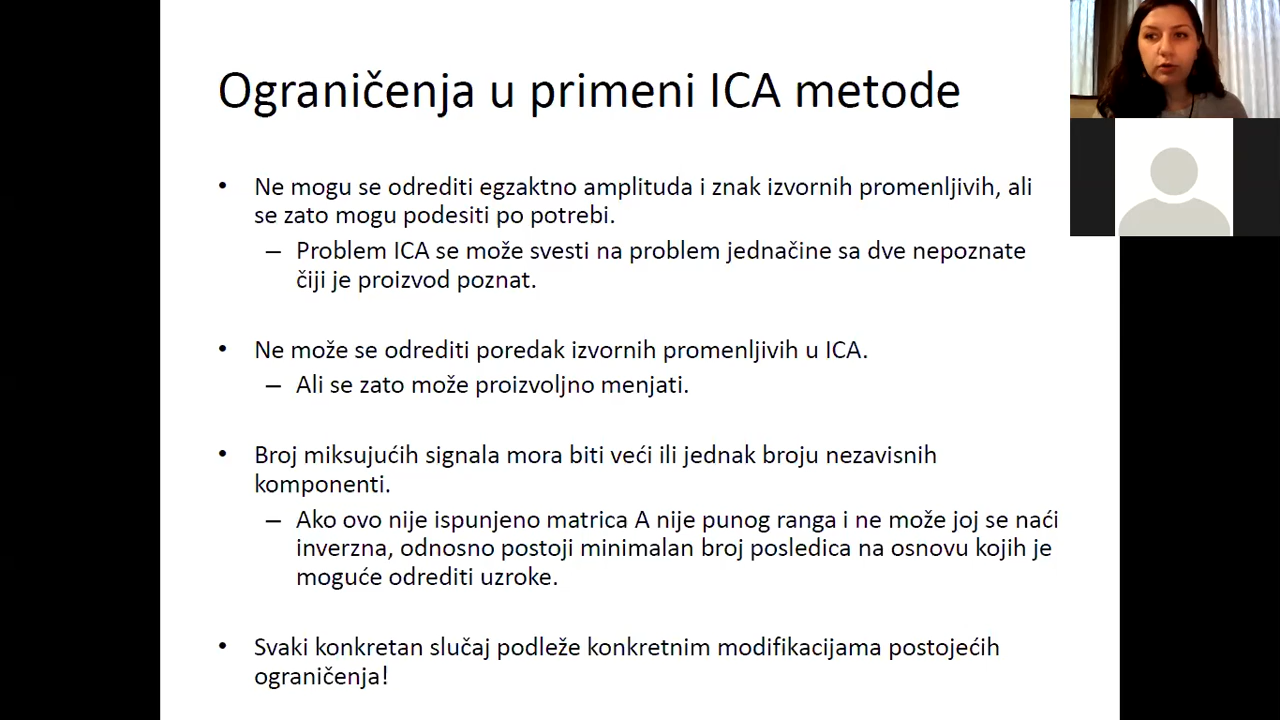 Ograničenja u primeni ICA metode
• Ne mogu se odrediti egzaktno amplituda i znak izvornih promenljivih, ali
se zato mogu podesiti po potrebi.
– Problem ICA se može svesti na problem jednačine sa dve nepoznate
čiji je proizvod poznat.
• Ne može se odrediti poredak izvornih promenljivih u ICA.
– Ali se zato može proizvoljno menjati.
• Broj miksujućih signala mora biti veći ili jednak broju nezavisnih
komponenti.
– Ako ovo nije ispunjeno matrica A nije punog ranga i ne može joj se naći
inverzna, odnosno postoji minimalan broj posledica na osnovu kojih je
moguće odrediti uzroke.
• Svaki konkretan slučaj podleže konkretnim modifikacijama postojećih
ograničenja!